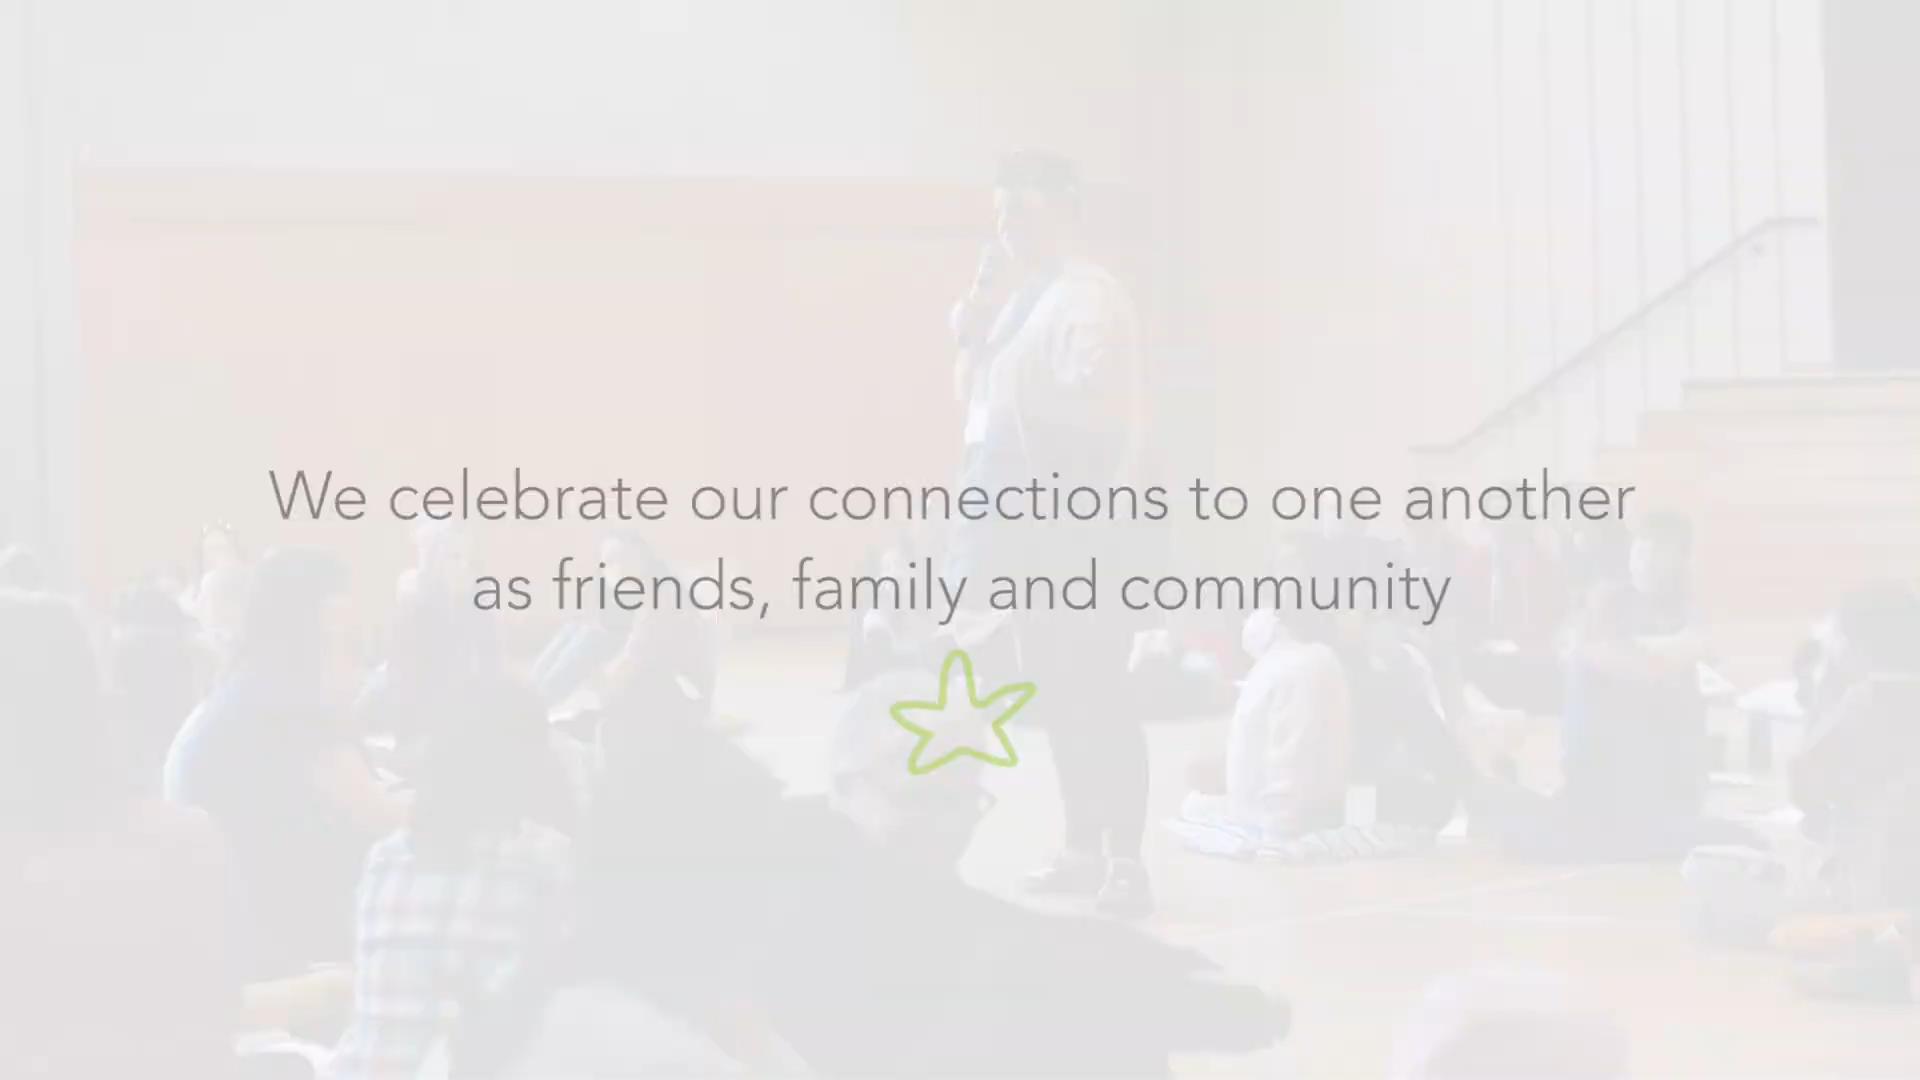 We celebrate our connections to one another
as friends, family and community